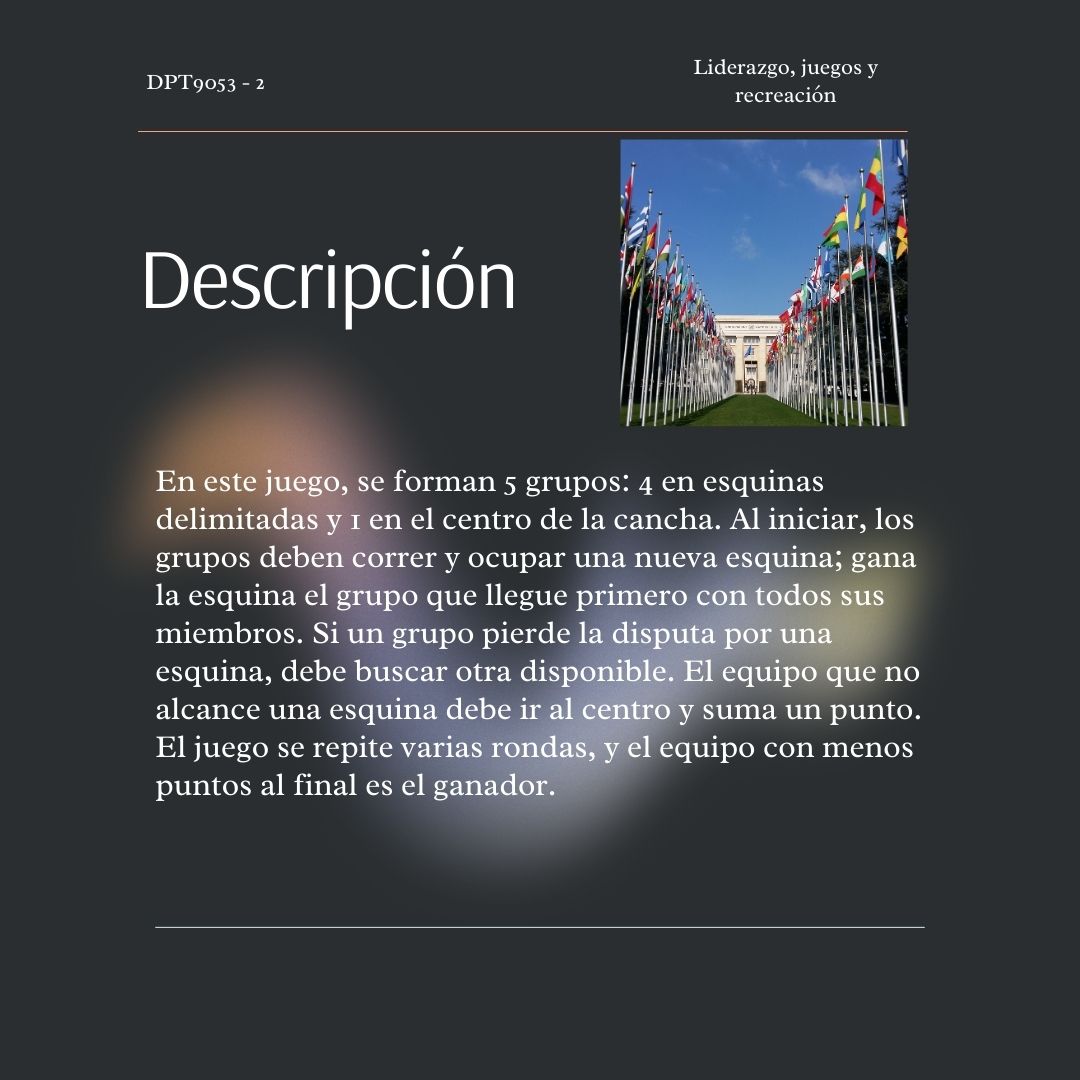 DPT9053 - 2
Liderazgo, juegos y
recreación
Descripción
En este juego, se forman 5 grupos: 4 en esquinas
delimitadas y 1 en el centro de la cancha. Al iniciar, los
grupos deben correr y ocupar una nueva esquina; gana
la esquina el grupo que llegue primero con todos sus
miembros. Si un grupo pierde la disputa por una
esquina, debe buscar otra disponible. El equipo que no
alcance una esquina debe ir al centro y suma un punto.
El juego se repite varias rondas, y el equipo con menos
puntos al final es el ganador.